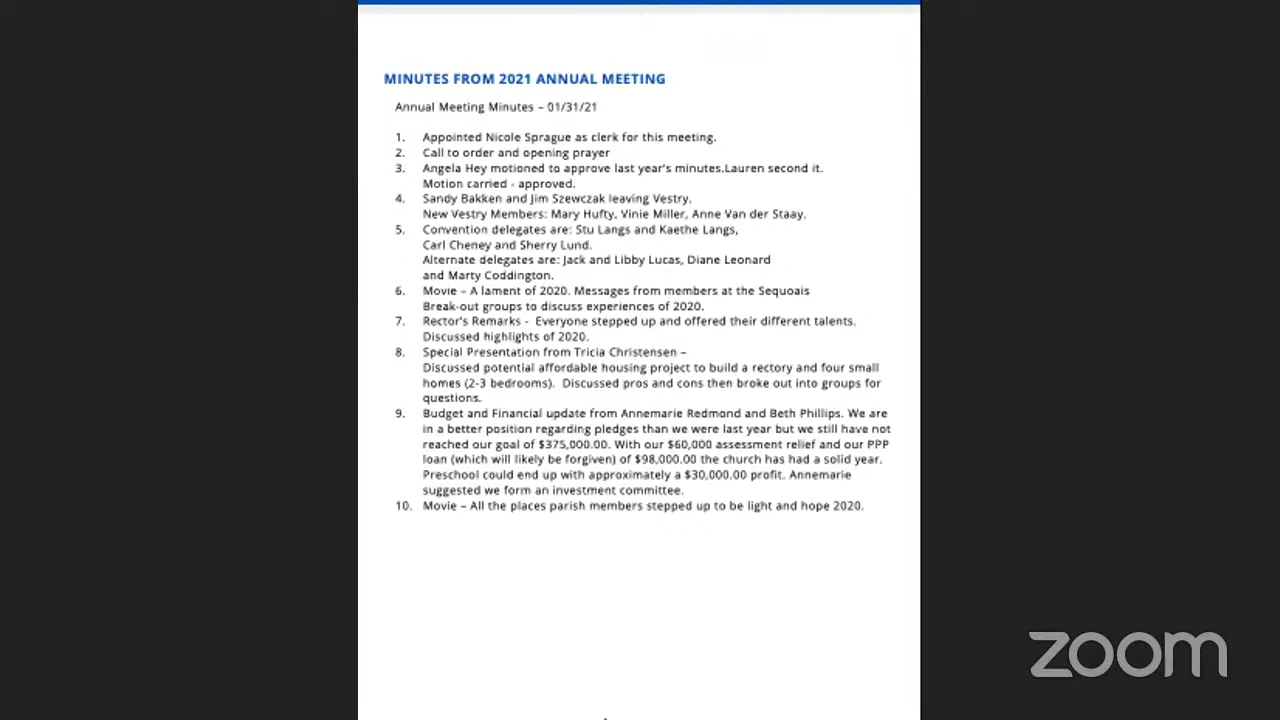 MINUTES FROM 2021 ANNUAL MEETING
Annual Meeting Minutes – 01/31/21
1. Appointed Nicole Sprague as clerk for this meeting.
2. Call to order and opening prayer
3. Angela Hey motioned to approve last year's minutes.Lauren second it.
Motion carried - approved.
4. Sandy Bakken and Jim Szewczak leaving Vestry.
New Vestry Members: Mary Hufty, Vinie Miller, Anne Van der Staay.
5. Convention delegates are: Stu Langs and Kaethe Langs,
Carl Cheney and Sherry Lund.
Alternate delegates are: Jack and Libby Lucas, Diane Leonard
and Marty Coddington.
6. Movie – A lament of 2020. Messages from members at the Sequoais
Break-out groups to discuss experiences of 2020.
7. Rector's Remarks - Everyone stepped up and offered their different talents.
Discussed highlights of 2020.
8. Special Presentation from Tricia Christensen –
Discussed potential affordable housing project to build a rectory and four small
homes (2-3 bedrooms). Discussed pros and cons then broke out into groups for
questions.
9. Budget and Financial update from Annemarie Redmond and Beth Phillips. We are
in a better position regarding pledges than we were last year but we still have not
reached our goal of $375,000.00. With our $60,000 assessment relief and our PPP
loan (which will likely be forgiven) of $98,000.00 the church has had a solid year.
Preschool could end up with approximately a $30,000.00 profit. Annemarie
suggested we form an investment committee.
10. Movie – All the places parish members stepped up to be light and hope 2020.
zoom